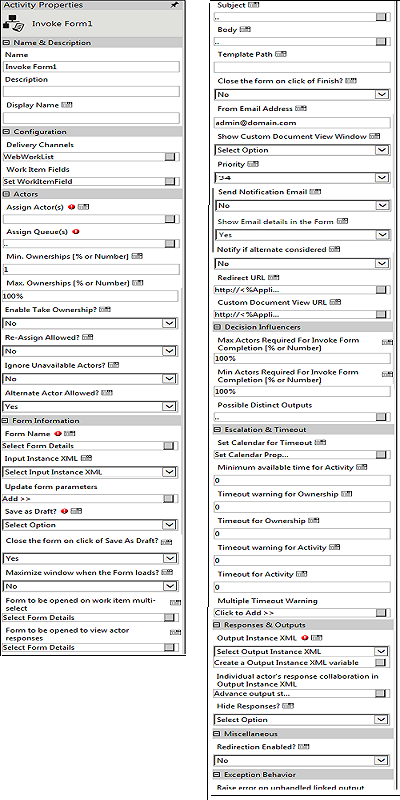 Activity Properties
Invoke Form1
Name & Description
Name
Invoke Form1
Description
Display Name
Configuration
Delivery Channels
WebWorkList
Work Item Fields
Set WorkItemField
Actors
Assign Actor(s)
Assign Queue(s)
..
Min. Ownerships (% or Number)
1
Max. Ownerships (% or Number)
100%
Enable Take Ownership?
No
Re-Assign Allowed?
No
Ignore Unavailable Actors?
No
Alternate Actor Allowed?
Yes
Form Information
Form Name
Select Form Details
Input Instance XML
Select Input Instance XML
Update form parameters
Add >>
Save as Draft?
Select Option
Close the form on click of Save As Draft?
Yes
Maximize window when the Form loads?
No
Form to be opened on work item multi-
select
Select Form Details
Form to be opened to view actor
responses
Select Form Details
Subject
..
Body
..
Template Path
Close the form on click of Finish?
No
From Email Address
admin@domain.com
Show Custom Document View Window
Select Option
Priority
Send Notification Email
No
Show Email details in the Form
Yes
Notify if alternate considered
No
Redirect URL
http://<%Appli...
Custom Document View URL
http://<%Appli...
Decision Influencers
Max Actors Required For Invoke Form
Completion (% or Number)
100%
Min Actors Required For Invoke Form
Completion (% or Number)
100%
Possible Distinct Outputs
..
Escalation & Timeout
Set Calendar for Timeout
Set Calendar Prop...
Minimum available time for Activity
0
Timeout warning for Ownership
0
Timeout for Ownership
0
Timeout warning for Activity
0
Timeout for Activity
0
Multiple Timeout Warning
Click to Add >>
Responses & Outputs
Output Instance XML
Select Output Instance XML
Create a Output Instance XML variable
Individual actor's response collaboration in
Output Instance XML
Advance output st...
Hide Responses?
Select Option
Miscellaneous
Redirection Enabled?
No
Exception Behavior
Raise error on unhandled linked output